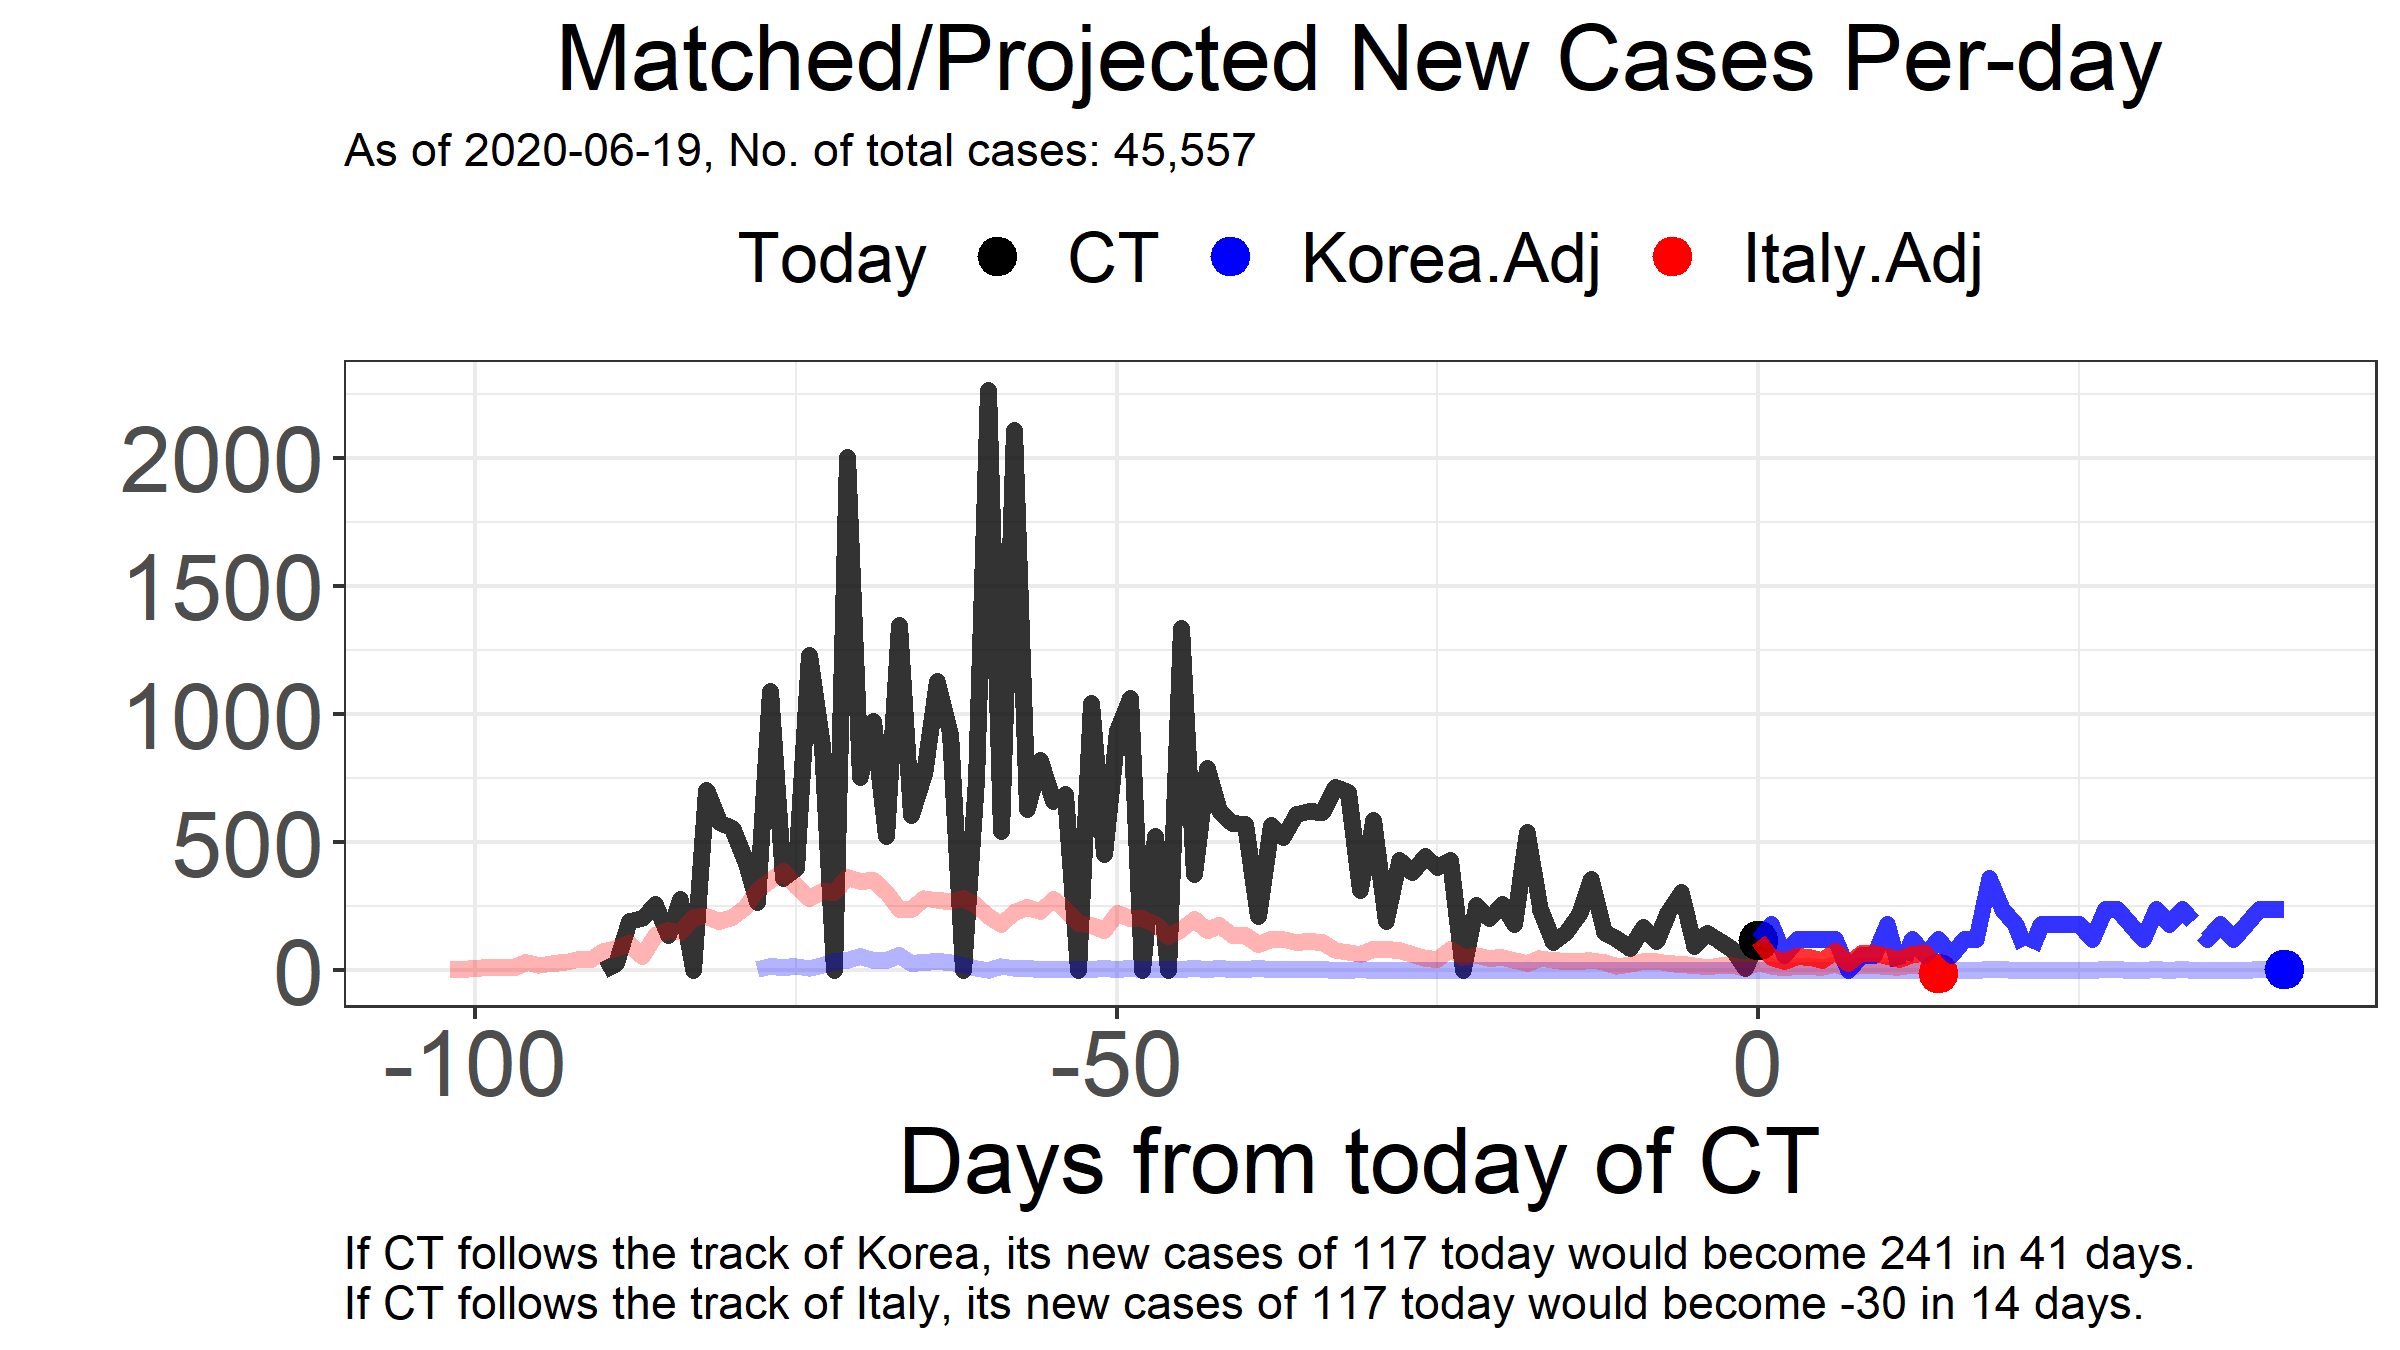 Matched/Projected New Cases Per-day
As of 2020-06-19, No. of total cases: 45,557
Today CT Korea.Adj Italy.Adj
2000
1500
1000
500
0
-100 -50 0
Days from today of CT
If CT follows the track of Korea, its new cases of 117 today would become 241 in 41 days.
If CT follows the track of Italy, its new cases of 117 today would become -30 in 14 days.